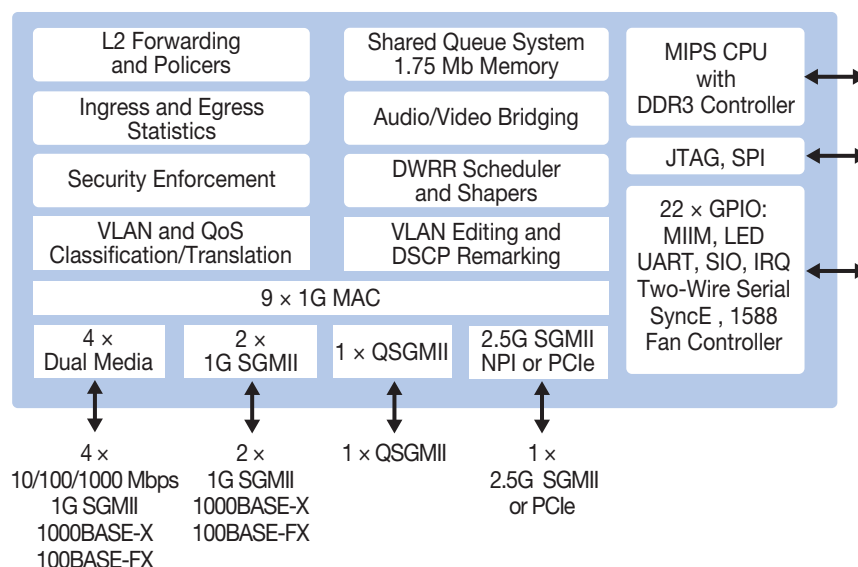 L2 Forwarding
and Policers
Shared Queue System
1.75 Mb Memory
MIPS CPU
with
DDR3 Controller
Ingress and Egress
Statistics
Audio/Video Bridging
JTAG, SPI
Security Enforcement
DWRR Scheduler
and Shapers
22 × GPIO:
MIIM, LED
UART, SIO, IRQ
Two-Wire Serial
SyncE , 1588
Fan Controller
VLAN and QoS
Classification/Translation
VLAN Editing and
DSCP Remarking
9 × 1G MAC
4 ×
Dual Media
2 ×
1G SGMII
1 × QSGMII
2.5G SGMII
NPI or PCIe
4 ×
10/100/1000 Mbps
1G SGMII
1000BASE-X
100BASE-FX
2 ×
1G SGMII
1000BASE-X
100BASE-FX
1 × QSGMII
1 ×
2.5G SGMII
or PCIe